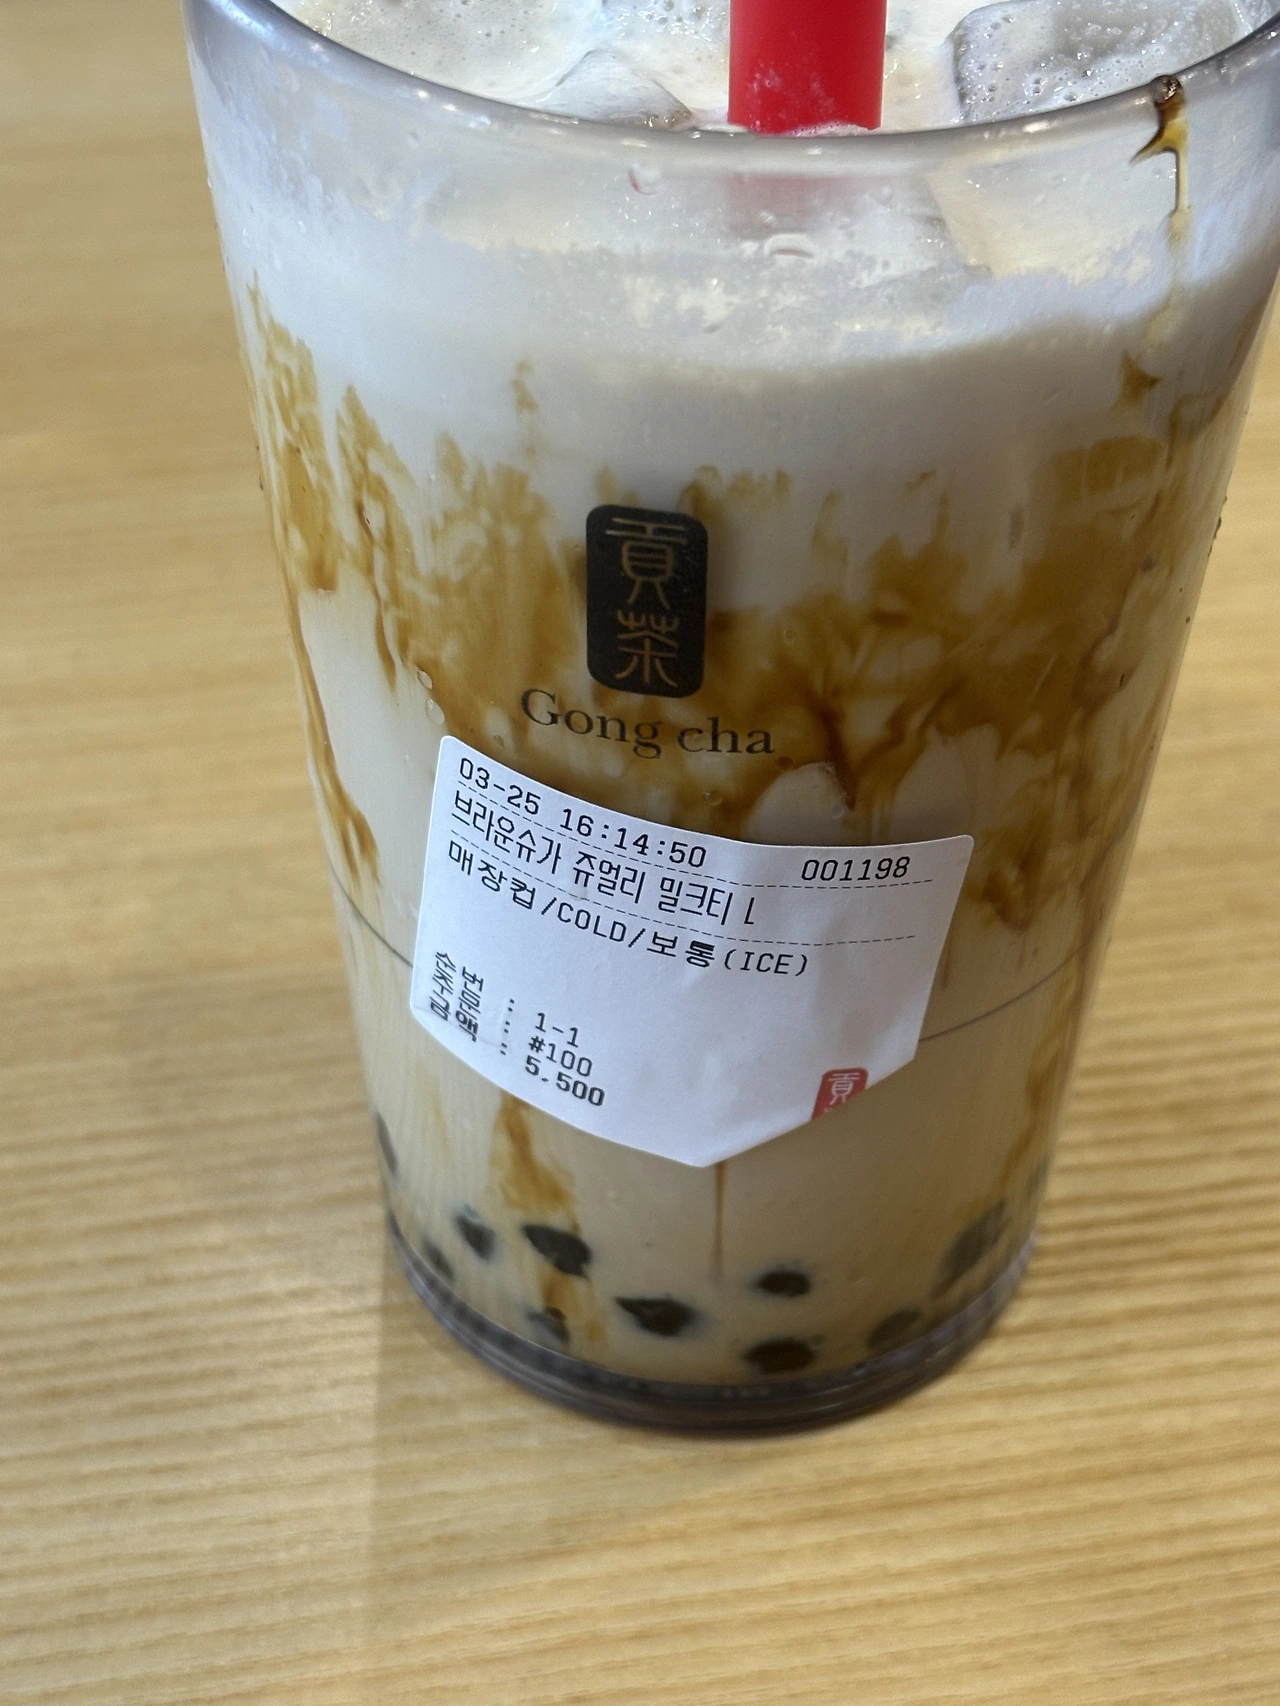 貢茶
Gong cha
03-25 16:14:50 001198
브라운슈가 쥬얼리 밀크티 L
매장컵/COLD/보통(ICE)
순번 : 1-1
주문 : #100
금액 : 5,500
貢